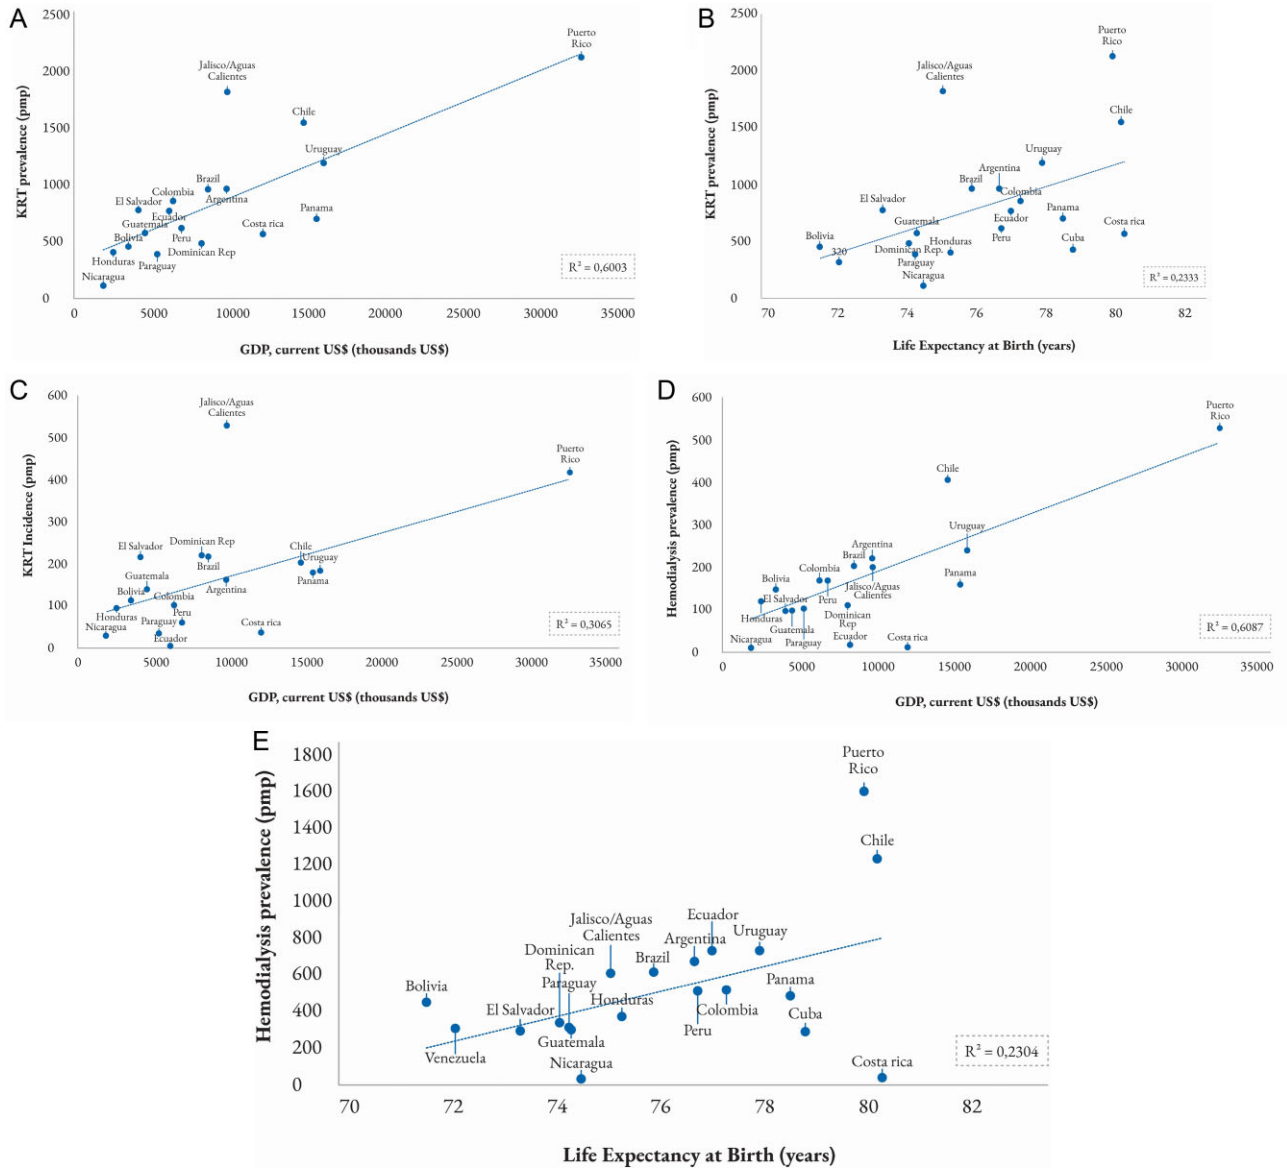 A
KRT prevalence (pmp)
2500
2000
1500
1000
500
0
Puerto
Rico
Jalisco/Aguas
Calientes
Chile
Uruguay
Brazil
Colombia
El Salvador
Argentina
Ecuador
Panama
Guatemala
Costa rica
Bolivia
Peru
Dominican Rep
Honduras
Paraguay
Nicaragua
R² = 0,6003
0
5000
10000
15000
20000
25000
30000
35000
GDP, current US$ (thousands US$)
B
KRT prevalence (pmp)
2500
2000
1500
1000
500
0
Puerto
Rico
Jalisco/Aguas
Calientes
Chile
Uruguay
Argentina
Brazil
Colombia
El Salvador
Ecuador
Panama
Guatemala
Costa rica
Bolivia
Peru
Cuba
320
Dominican Rep.
Honduras
Paraguay
Nicaragua
R² = 0,2333
70
72
74
76
78
80
82
Life Expectancy at Birth (years)
C
KRT Incidence (pmp)
600
500
400
300
200
100
0
Jalisco/Aguas
Calientes
Puerto
Rico
El Salvador
Dominican Rep
Brazil
Chile
Uruguay
Panama
Guatemala
Argentina
Bolivia
Colombia
Honduras
Peru
Nicaragua
Paraguay
Costa rica
Ecuador
R² = 0,3065
0
5000
10000
15000
20000
25000
30000
35000
GDP, current US$ (thousands US$)
D
Hemodialysis prevalence (pmp)
600
500
400
300
200
100
0
Puerto
Rico
Chile
Uruguay
Argentina
Brazil
Colombia
Panama
Bolivia
Jalisco/Aguas
Calientes
El Salvador
Peru
Honduras
Dominican
Rep
Guatemala
Nicaragua
Paraguay
Ecuador
Costa rica
R² = 0,6087
0
5000
10000
15000
20000
25000
30000
35000
GDP, current US$ (thousands US$)
E
Hemodialysis prevalence (pmp)
1800
1600
1400
1200
1000
800
600
400
200
0
Puerto
Rico
Chile
Jalisco/Aguas
Calientes
Ecuador
Uruguay
Argentina
Dominican
Rep.
Brazil
Paraguay
Bolivia
Panama
Honduras
El Salvador
Colombia
Cuba
Peru
Guatemala
Venezuela
Nicaragua
Costa rica
R² = 0,2304
70
72
74
76
78
80
82
Life Expectancy at Birth (years)